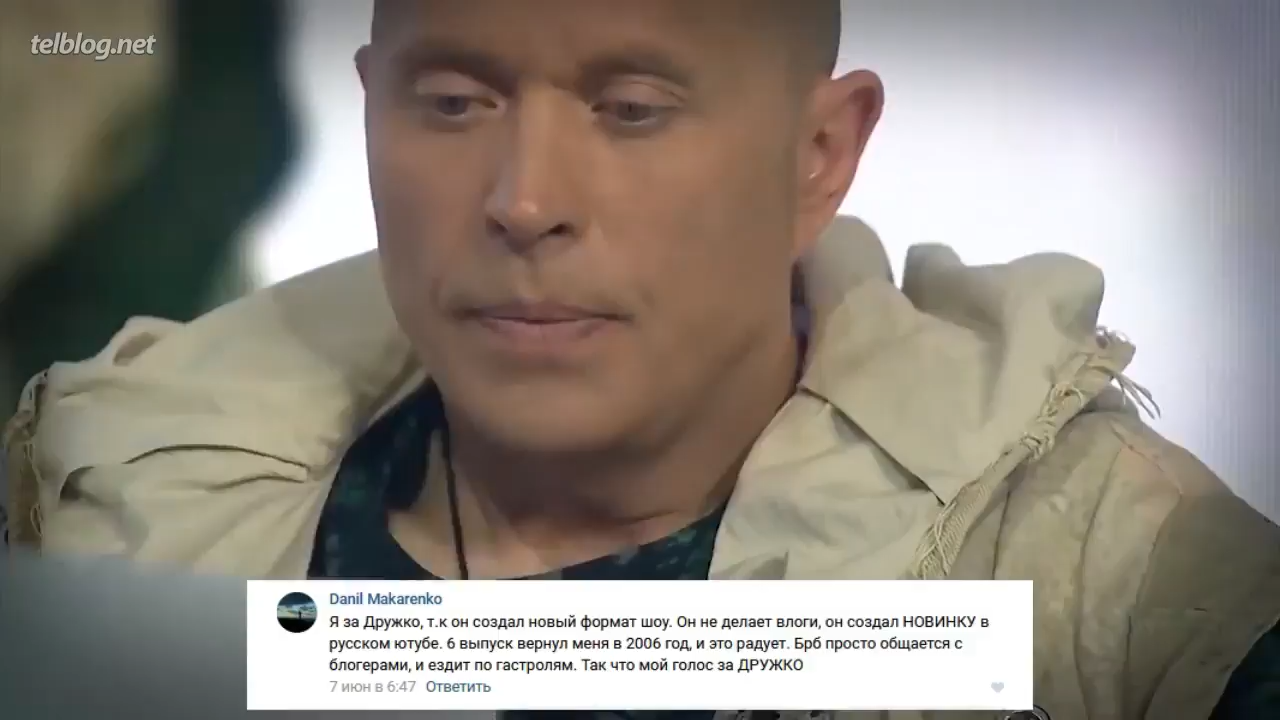 telblog.net
Danil Makarenko
Я за Дружко, т.к он создал новый формат шоу. Он не делает влоги, он создал НОВИНКУ в
русском ютубе. 6 выпуск вернул меня в 2006 год, и это радует. Брб просто общается с
блогерами, и ездит по гастролям. Так что мой голос за ДРУЖКО
7 июн в 6:47 Ответить